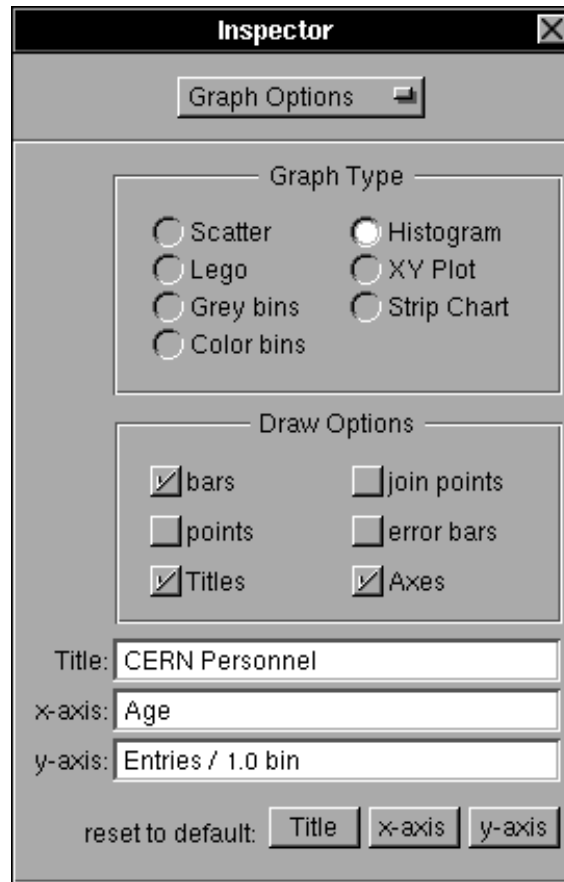 Inspector
Graph Options
Graph Type
Scatter Histogram
Lego XY Plot
Grey bins Strip Chart
Color bins
Draw Options
bars join points
points error bars
Titles Axes
Title: CERN Personnel
x-axis: Age
y-axis: Entries / 1.0 bin
reset to default: Title x-axis y-axis